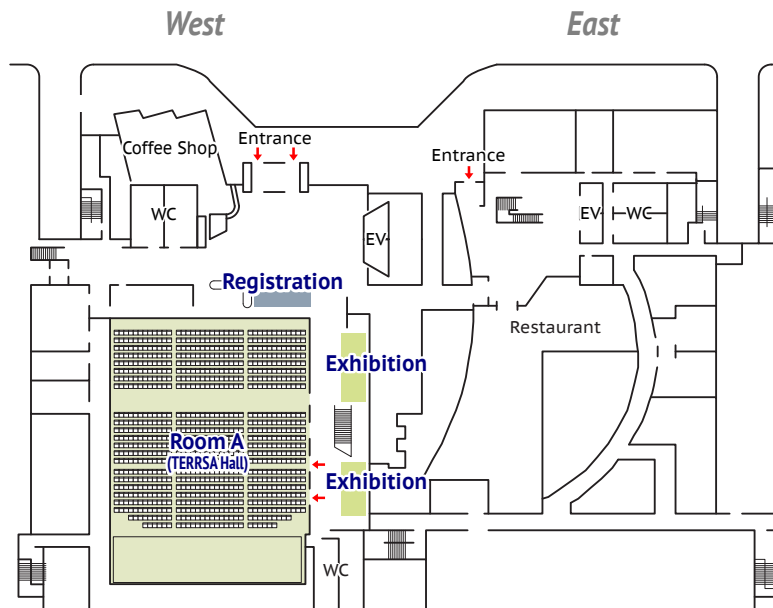 West
East
Entrance
Coffee Shop
Entrance
WC
EV
EV
WC
Registration
Restaurant
Exhibition
Room A
(TERRSA Hall)
Exhibition
WC